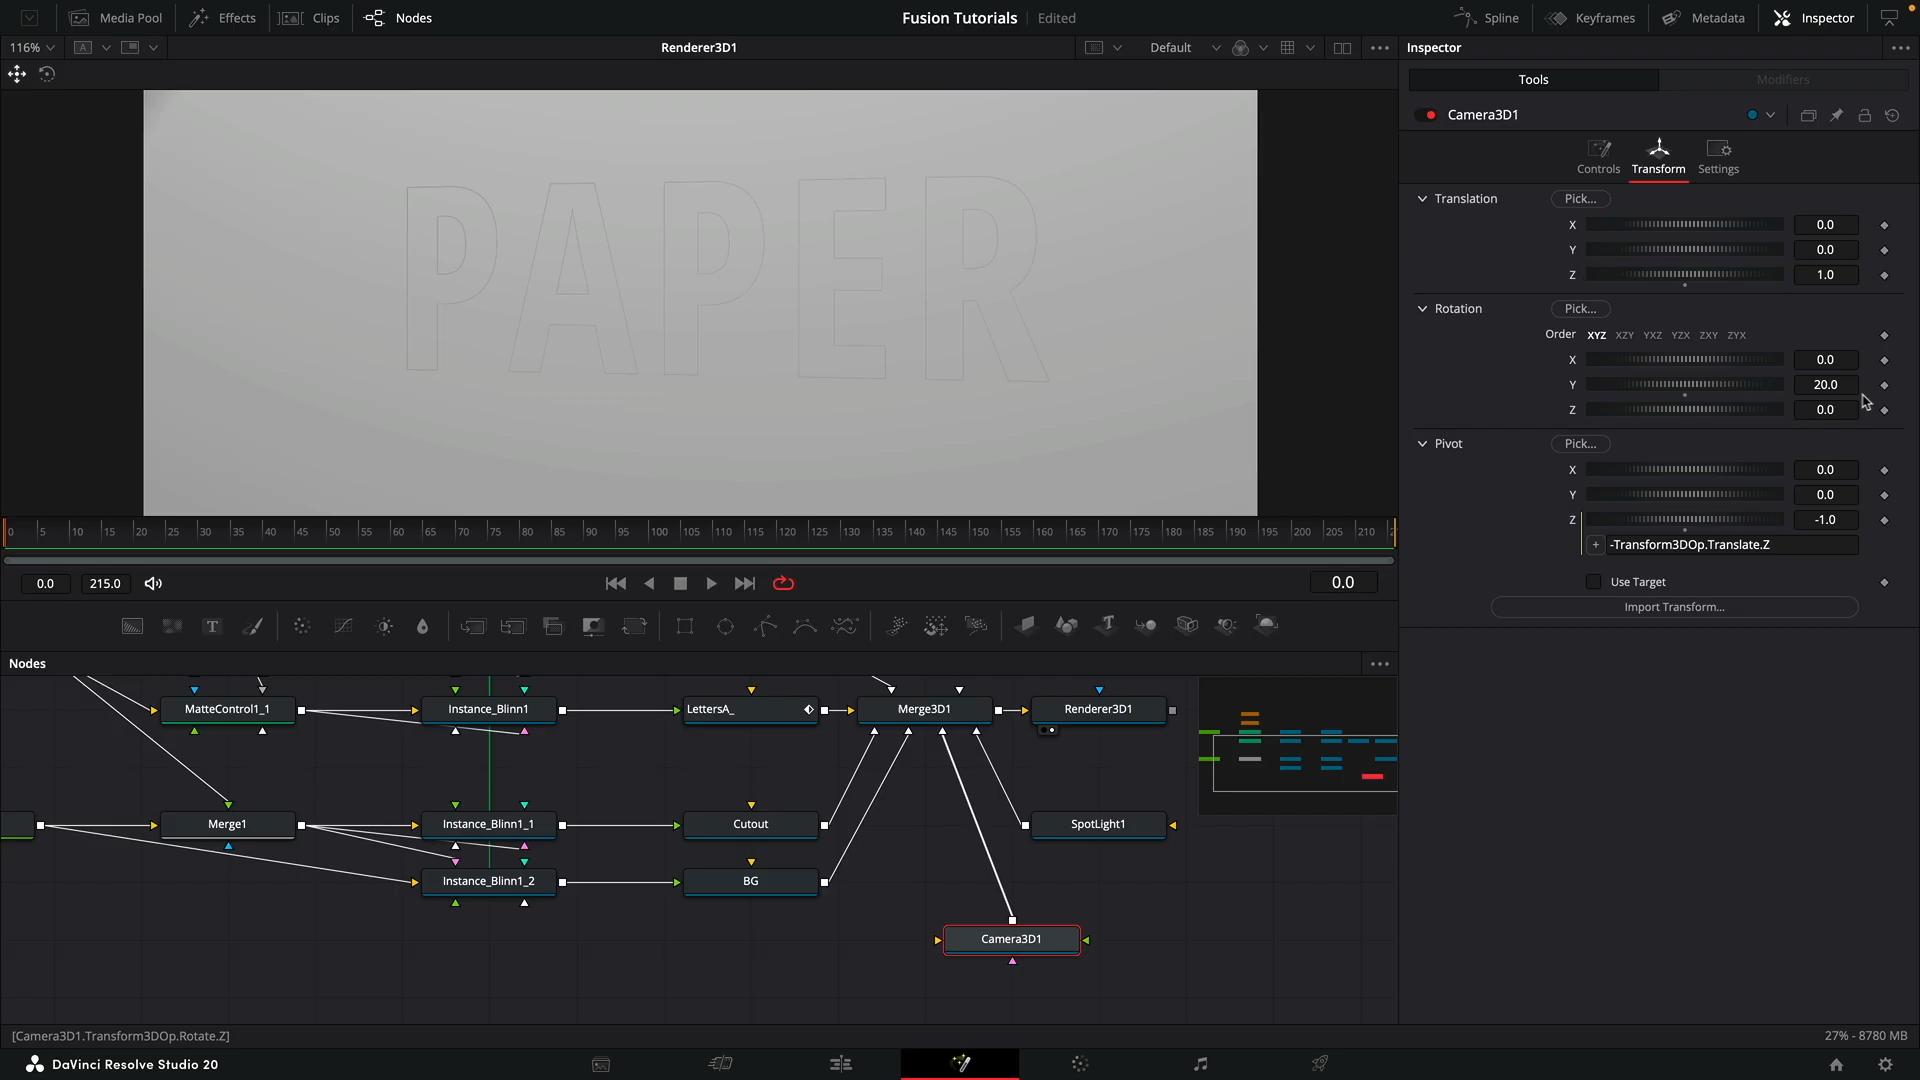 Media Pool Effects Clips Nodes Fusion Tutorials Edited Spline Keyframes Metadata Inspector
116% A Renderer3D1 Default Inspector
Tools Modifiers
PAPER
Camera3D1
Controls Transform Settings
Translation Pick...
X 0.0
Y 0.0
Z 1.0
Rotation Pick...
Order XYZ XZY YXZ YZX ZXY ZYX
X 0.0
Y 20.0
Z 0.0
Pivot Pick...
X 0.0
Y 0.0
Z -1.0
+ -Transform3DOp.Translate.Z
Use Target
Import Transform...
0 5 10 15 20 25 30 35 40 45 50 55 60 65 70 75 80 85 90 95 100 105 110 115 120 125 130 135 140 145 150 155 160 165 170 175 180 185 190 195 200 205 210
0.0 215.0 0.0
T T
Nodes
MatteControl1_1 Instance_Blinn1 LettersA_ Merge3D1 Renderer3D1
Merge1 Instance_Blinn1_1 Cutout SpotLight1
Instance_Blinn1_2 BG
Camera3D1
[Camera3D1.Transform3DOp.Rotate.Z] 27% - 8780 MB
DaVinci Resolve Studio 20